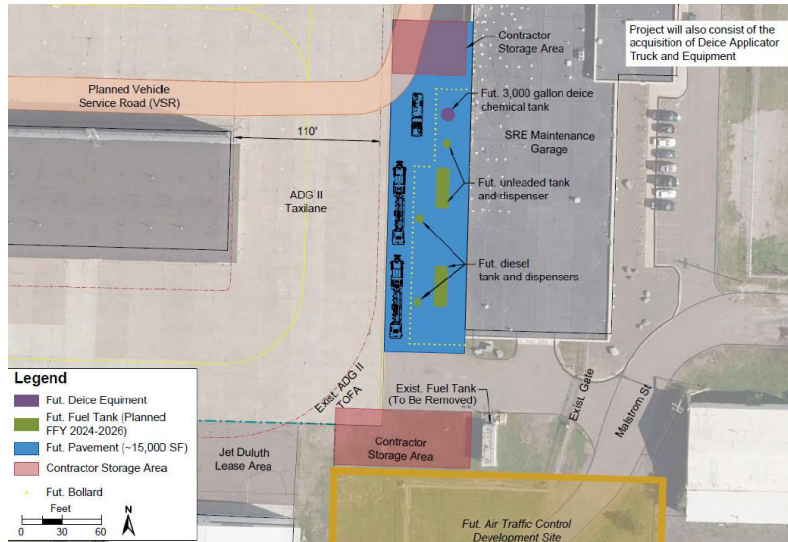 Contractor
Storage Area
Project will also consist of the
acquisition of Deice Applicator
Truck and Equipment
Planned Vehicle
Service Road (VSR)
Fut. 3,000 gallon deice
chemical tank
110'
SRE Maintenance
Garage
ADG II
Taxilane
Fut. unleaded tank
and dispenser
Fut. diesel
tank and dispensers
Exist. ADG II
TOFA
Exist. Fuel Tank
(To Be Removed)
Exist. Gate
Malstrom St
Legend
Fut. Deice Equiment
Fut. Fuel Tank (Planned
FFY 2024-2026)
Fut. Pavement (~15,000 SF)
Contractor Storage Area
Fut. Bollard
Feet
0 30 60
N
Jet Duluth
Lease Area
Contractor
Storage Area
Fut. Air Traffic Control
Development Site